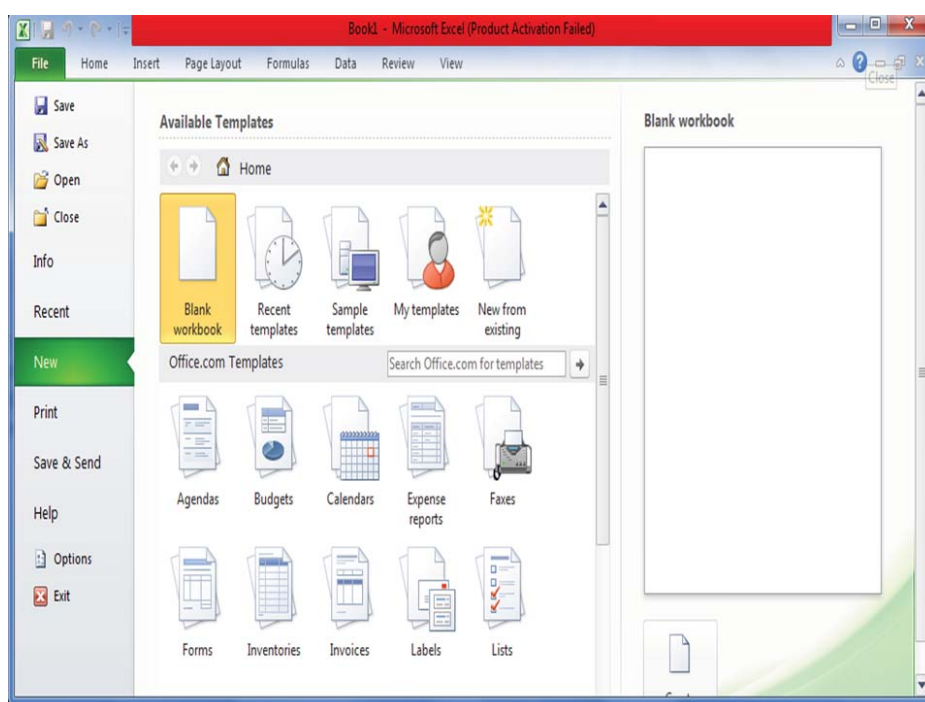 Book1 - Microsoft Excel (Product Activation Failed)
File Home Insert Page Layout Formulas Data Review View
Close
Save
Save As
Open
Close
Info
Recent
New
Print
Save & Send
Help
Options
Exit
Available Templates
Home
Blank workbook
Recent templates
Sample templates
My templates
New from existing
Office.com Templates
Search Office.com for templates
Agendas
Budgets
Calendars
Expense reports
Faxes
Forms
Inventories
Invoices
Labels
Lists
Blank workbook